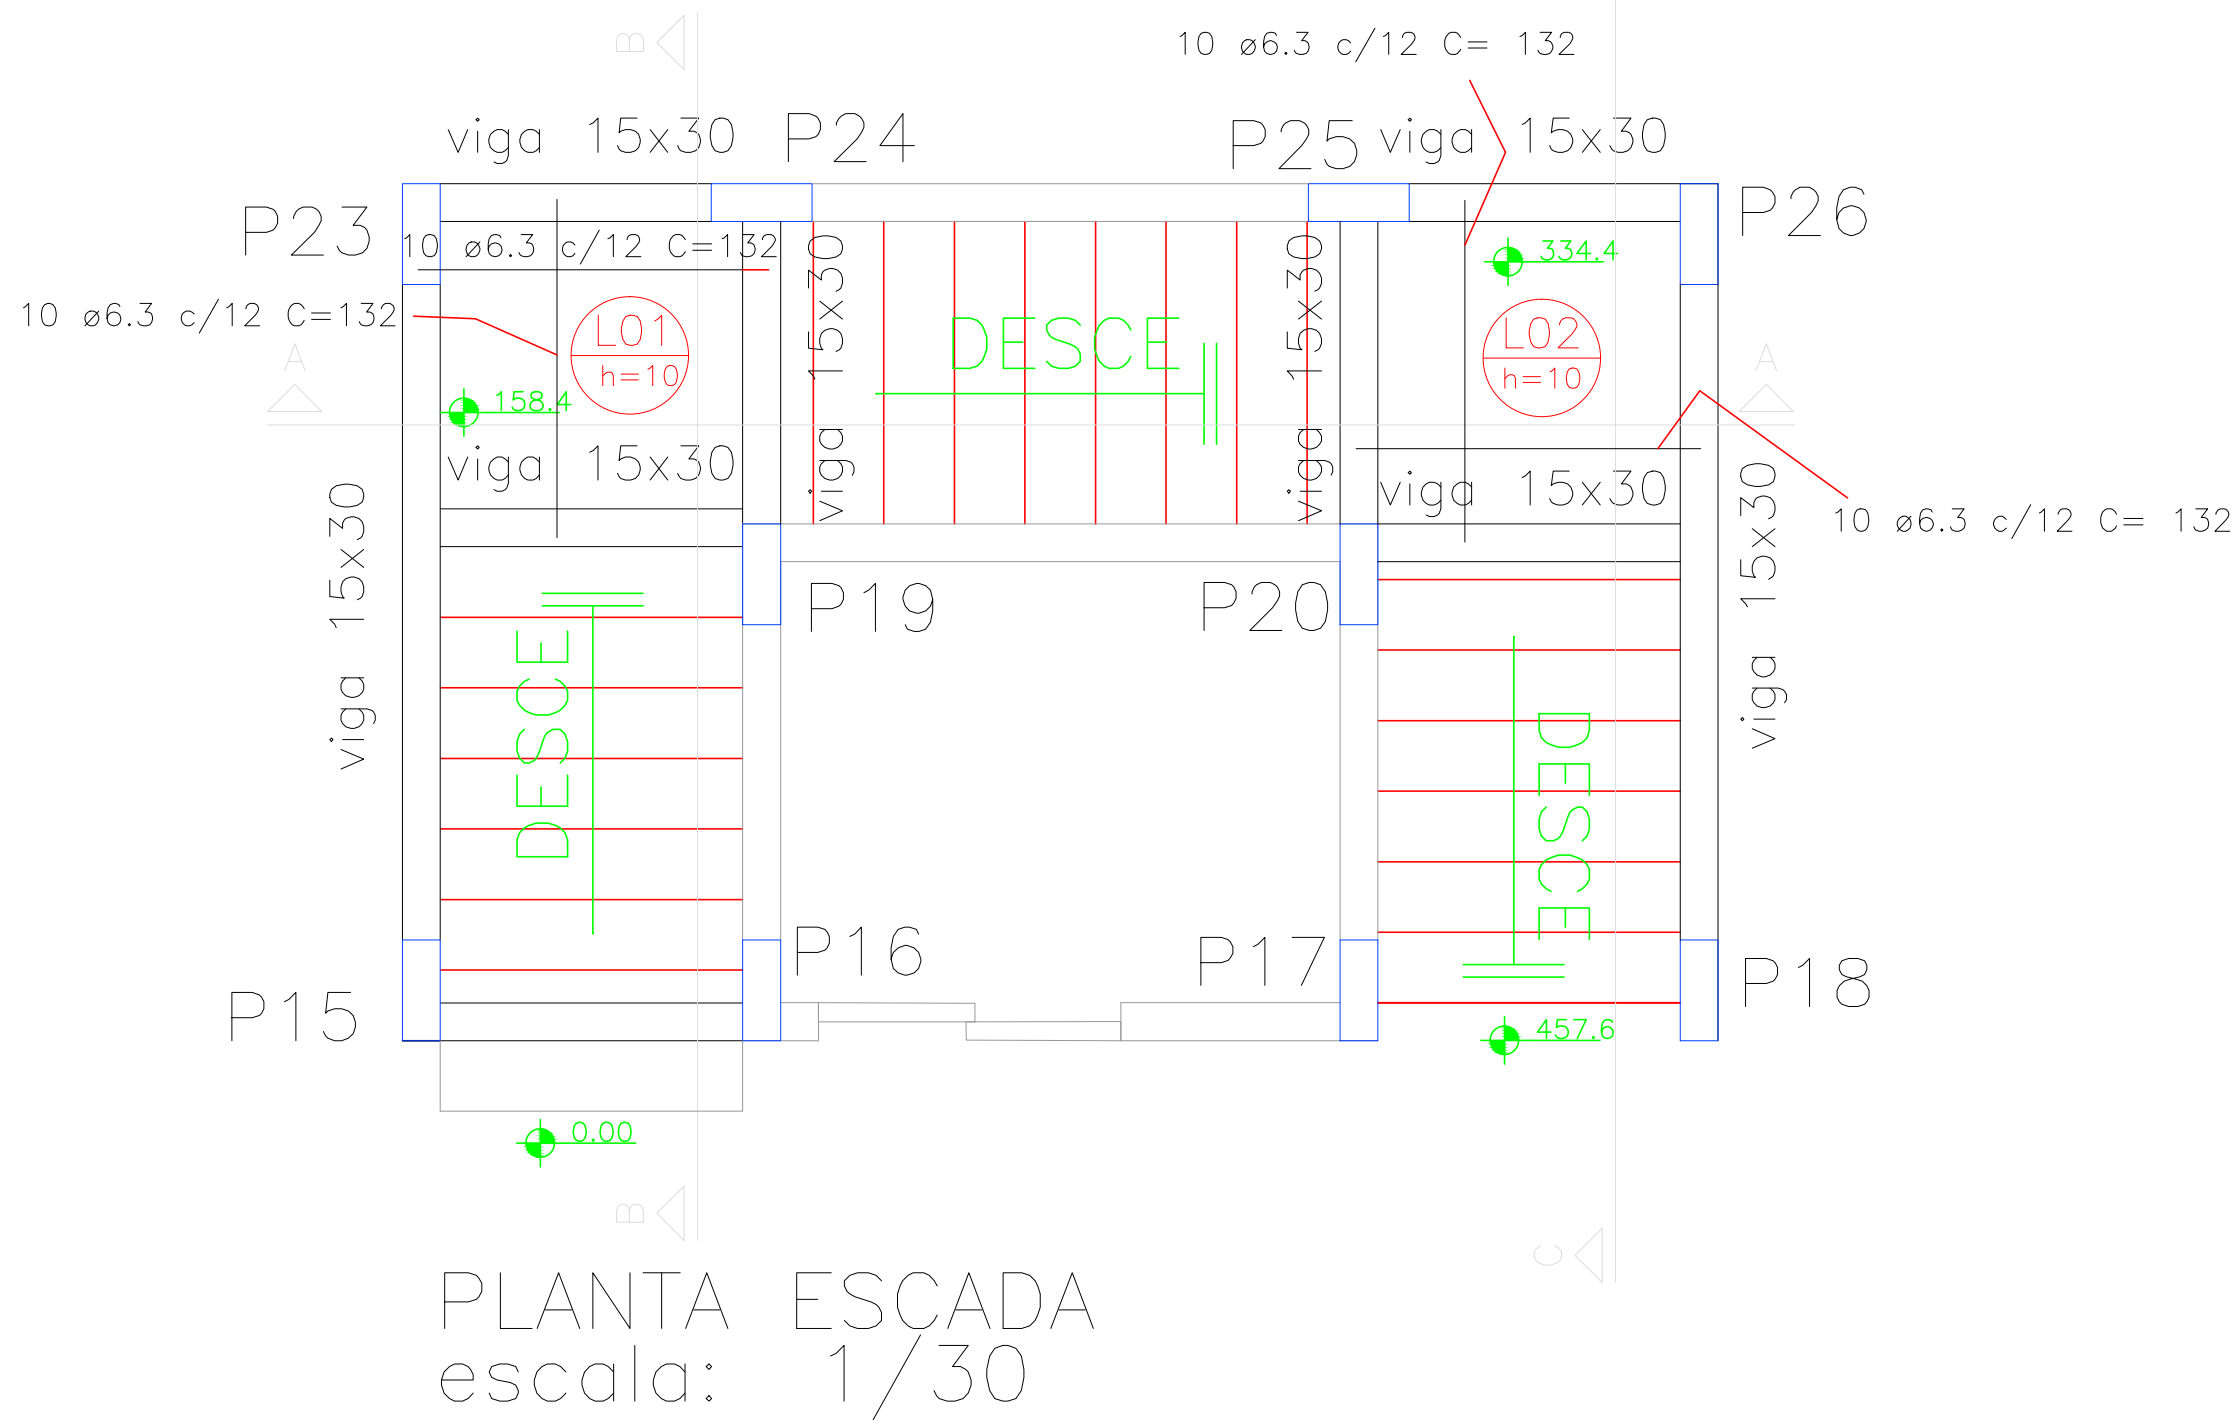 B
10 ø6.3 c/12 C= 132
viga 15x30
P24
P25
viga 15x30
P23
P26
10 ø6.3 c/12 C=132
viga 15x30
viga 15x30
334.4
10 ø6.3 c/12 C=132
L01
h=10
DESCE
L02
h=10
A
A
158.4
viga 15x30
viga 15x30
10 ø6.3 c/12 C= 132
viga 15x30
viga 15x30
P19
P20
DESCE
DESCE
P16
P17
P15
P18
457.6
0.00
B
C
PLANTA ESCADA
escala: 1/30